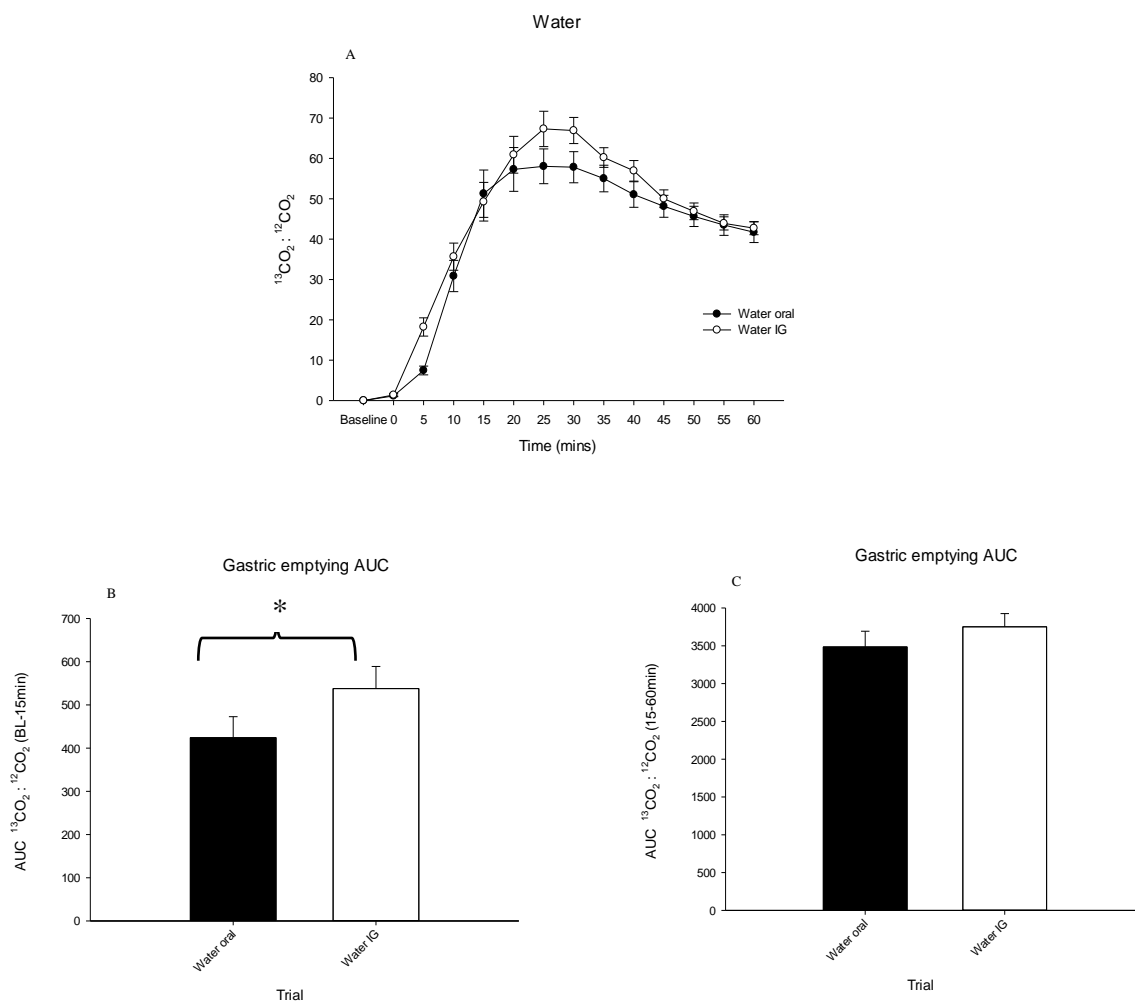 Water
A
80
70
60
50
40
30
20
10
0
¹³CO₂ : ¹²CO₂
Water oral
Water IG
Baseline 0 5 10 15 20 25 30 35 40 45 50 55 60
Time (mins)
Gastric emptying AUC
B
*
700
600
500
400
300
200
100
0
AUC ¹³CO₂ : ¹²CO₂ (BL-15min)
Water oral Water IG
Trial
Gastric emptying AUC
C
4000
3500
3000
2500
2000
1500
1000
500
0
AUC ¹³CO₂ : ¹²CO₂ (15-60min)
Water oral Water IG
Trial